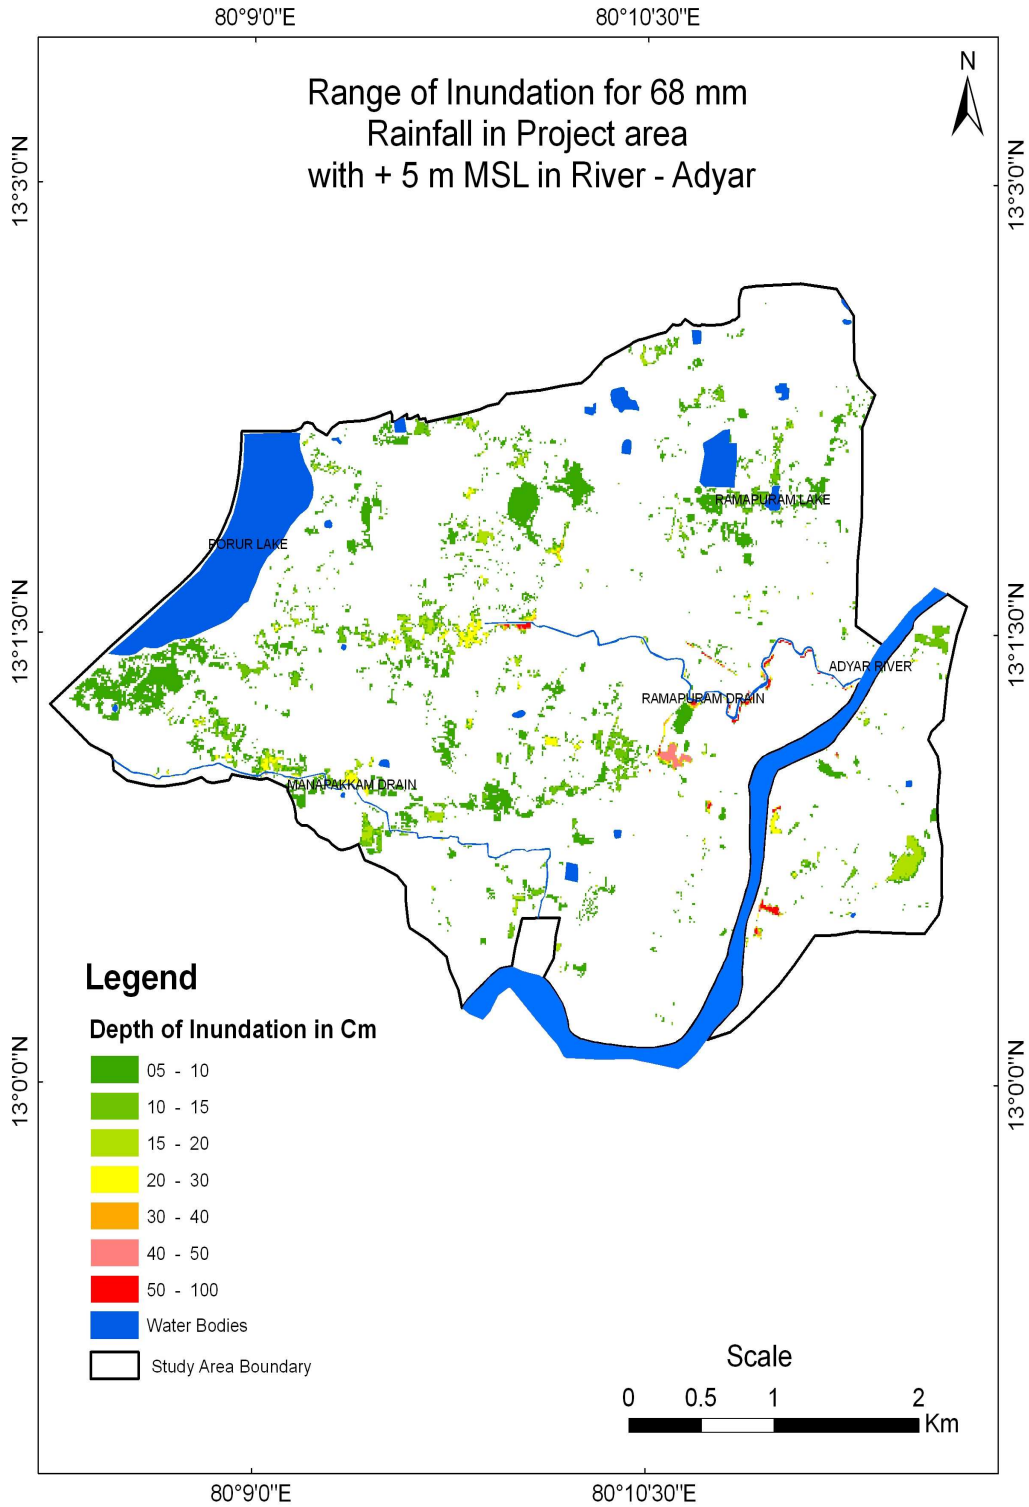 80°9'0"E
80°10'30"E
N
Range of Inundation for 68 mm
Rainfall in Project area
with + 5 m MSL in River - Adyar
13°3'0"N
13°3'0"N
RAMAPURAM LAKE
PORUR LAKE
13°1'30"N
13°1'30"N
ADYAR RIVER
RAMAPURAM DRAIN
MANAPAKKAM DRAIN
Legend
Depth of Inundation in Cm
05 - 10
10 - 15
15 - 20
20 - 30
30 - 40
40 - 50
50 - 100
Water Bodies
Study Area Boundary
13°0'0"N
13°0'0"N
Scale
0 0.5 1 2
Km
80°9'0"E
80°10'30"E